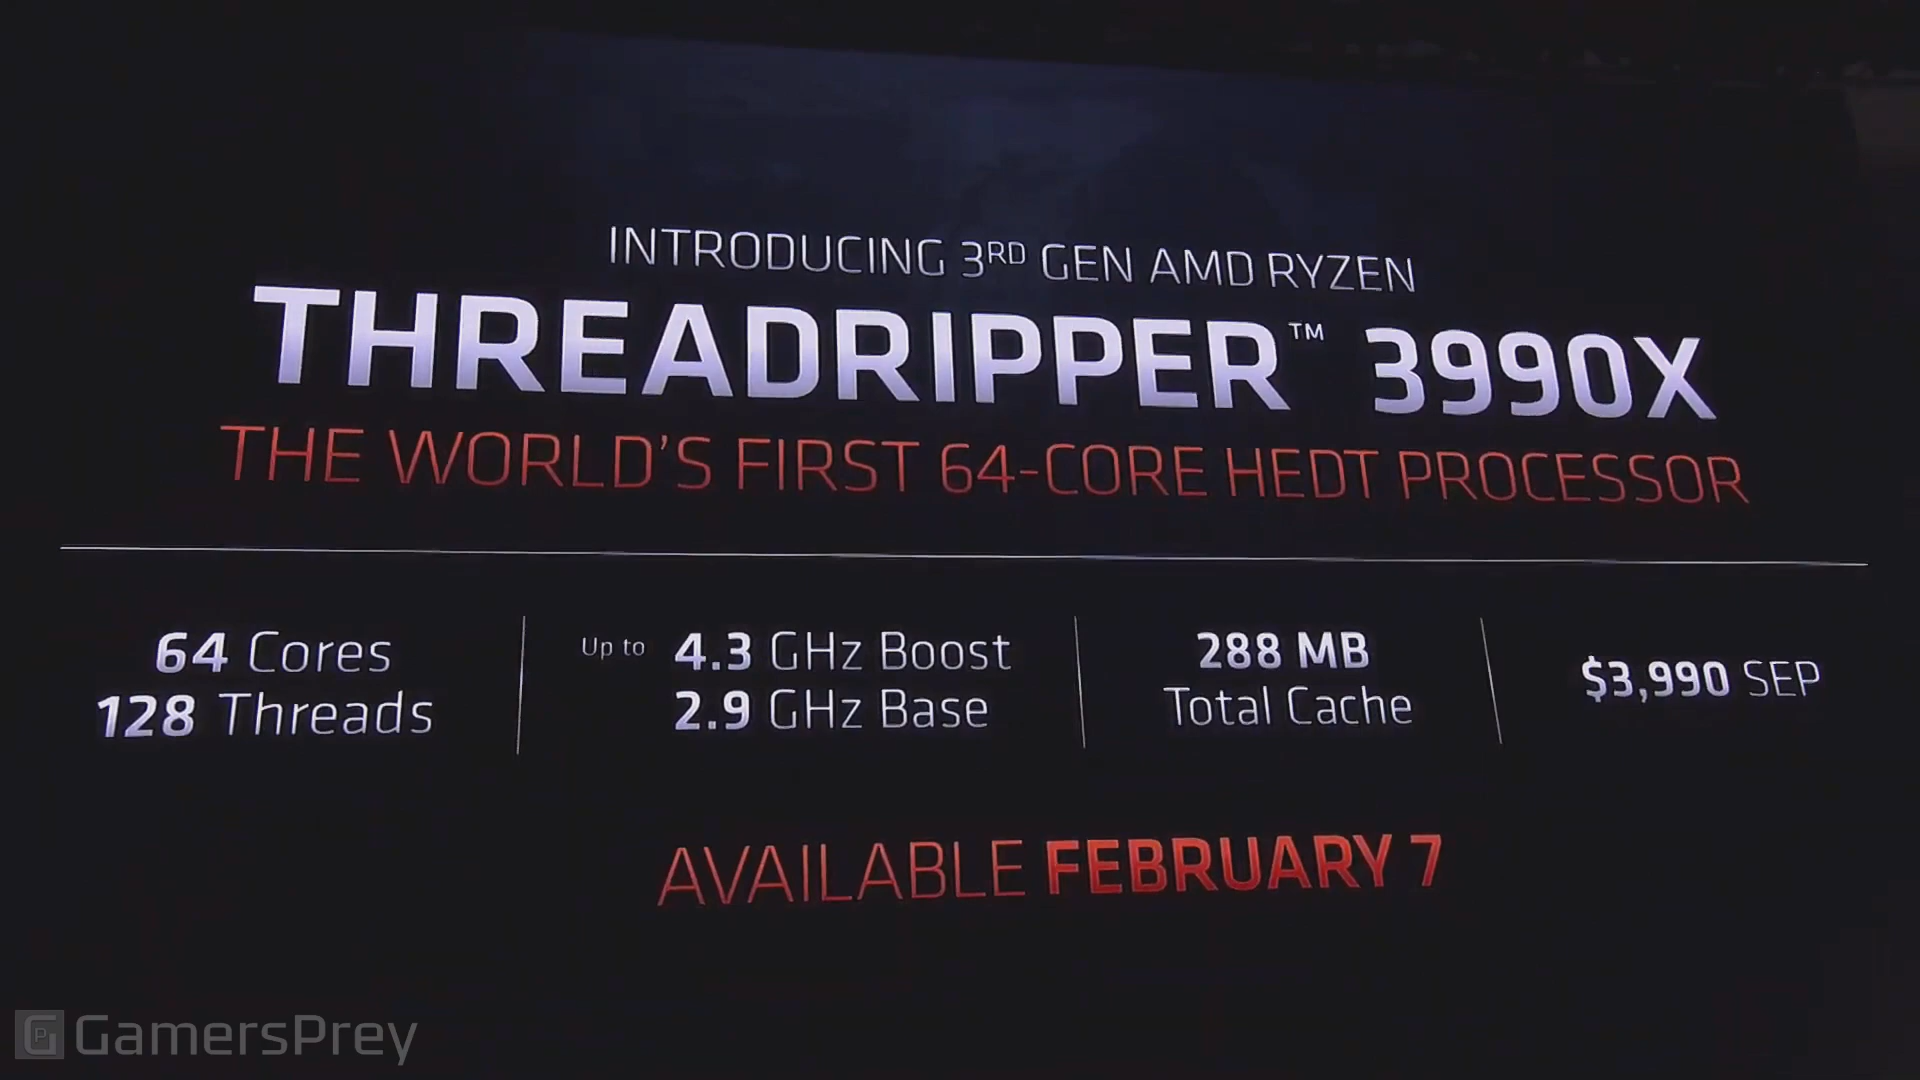 INTRODUCING 3RD GEN AMD RYZEN
THREADRIPPER™ 3990X
THE WORLD'S FIRST 64-CORE HEDT PROCESSOR
64 Cores
128 Threads
Up to 4.3 GHz Boost
2.9 GHz Base
288 MB
Total Cache
$3,990 SEP
AVAILABLE FEBRUARY 7
GamersPrey